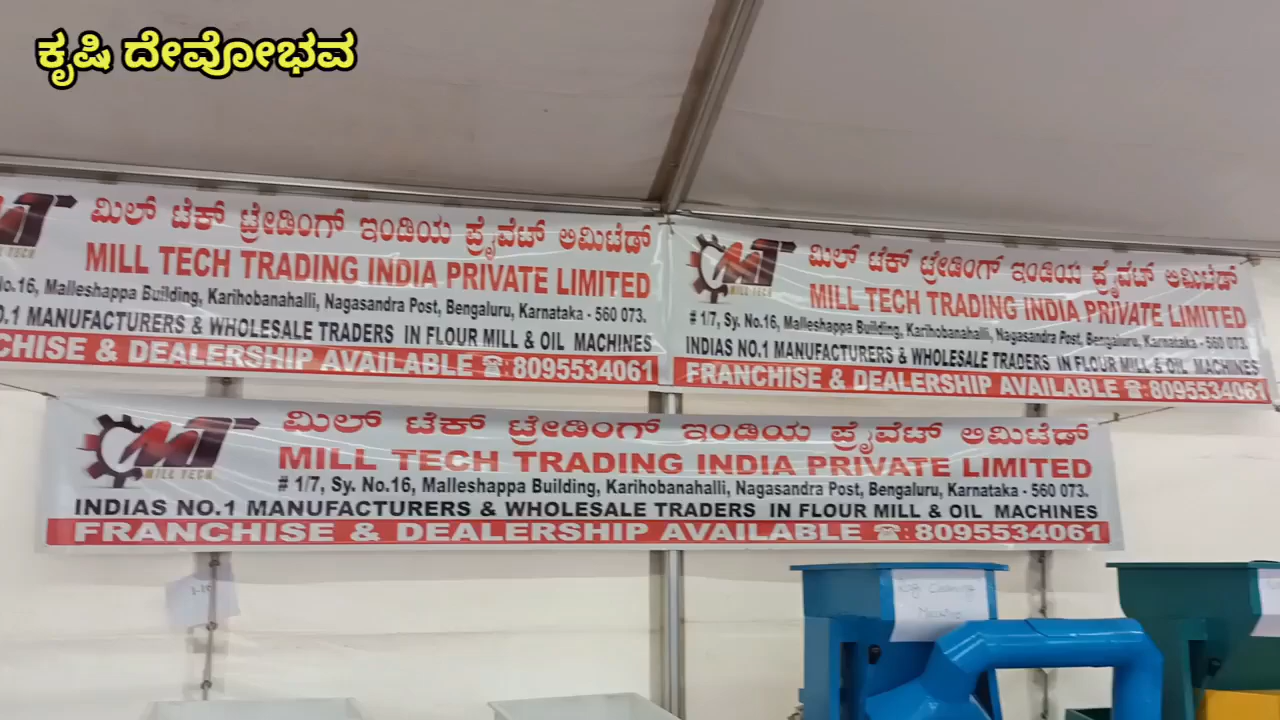 ಕೃಷಿ ದೇವೋಭವ
ಮಿಲ್ ಟೆಕ್ ಟ್ರೇಡಿಂಗ್ ಇಂಡಿಯ ಪ್ರೈವೆಟ್ ಲಿಮಿಟೆಡ್
MILL TECH TRADING INDIA PRIVATE LIMITED
No.16, Malleshappa Building, Karihobanahalli, Nagasandra Post, Bengaluru, Karnataka - 560 073.
O.1 MANUFACTURERS & WHOLESALE TRADERS IN FLOUR MILL & OIL MACHINES
CHISE & DEALERSHIP AVAILABLE ☎:8095534061
MILL TECH
ಮಿಲ್ ಟೆಕ್ ಟ್ರೇಡಿಂಗ್ ಇಂಡಿಯ ಪ್ರೈವೆಟ್ ಲಿಮಿಟೆಡ್
MILL TECH TRADING INDIA PRIVATE LIMITED
# 1/7, Sy. No.16, Malleshappa Building, Karihobanahalli, Nagasandra Post, Bengaluru, Karnataka - 560 073.
INDIAS NO.1 MANUFACTURERS & WHOLESALE TRADERS IN FLOUR MILL & OIL MACHINES
FRANCHISE & DEALERSHIP AVAILABLE ☎:8095534061
MILL TECH
ಮಿಲ್ ಟೆಕ್ ಟ್ರೇಡಿಂಗ್ ಇಂಡಿಯ ಪ್ರೈವೆಟ್ ಲಿಮಿಟೆಡ್
MILL TECH TRADING INDIA PRIVATE LIMITED
# 1/7, Sy. No.16, Malleshappa Building, Karihobanahalli, Nagasandra Post, Bengaluru, Karnataka - 560 073.
INDIAS NO.1 MANUFACTURERS & WHOLESALE TRADERS IN FLOUR MILL & OIL MACHINES
FRANCHISE & DEALERSHIP AVAILABLE ☎:8095534061